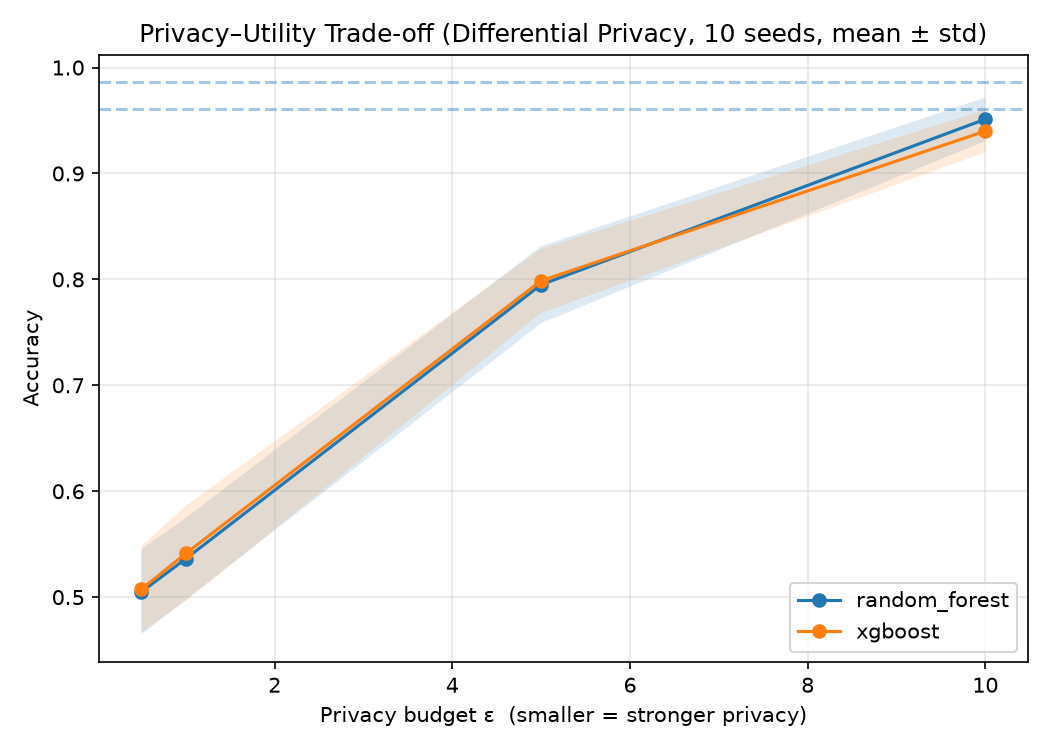 Privacy–Utility Trade-off (Differential Privacy, 10 seeds, mean ± std)
1.0
0.9
0.8
0.7
0.6
0.5
Accuracy
random_forest
xgboost
2 4 6 8 10
Privacy budget ε (smaller = stronger privacy)